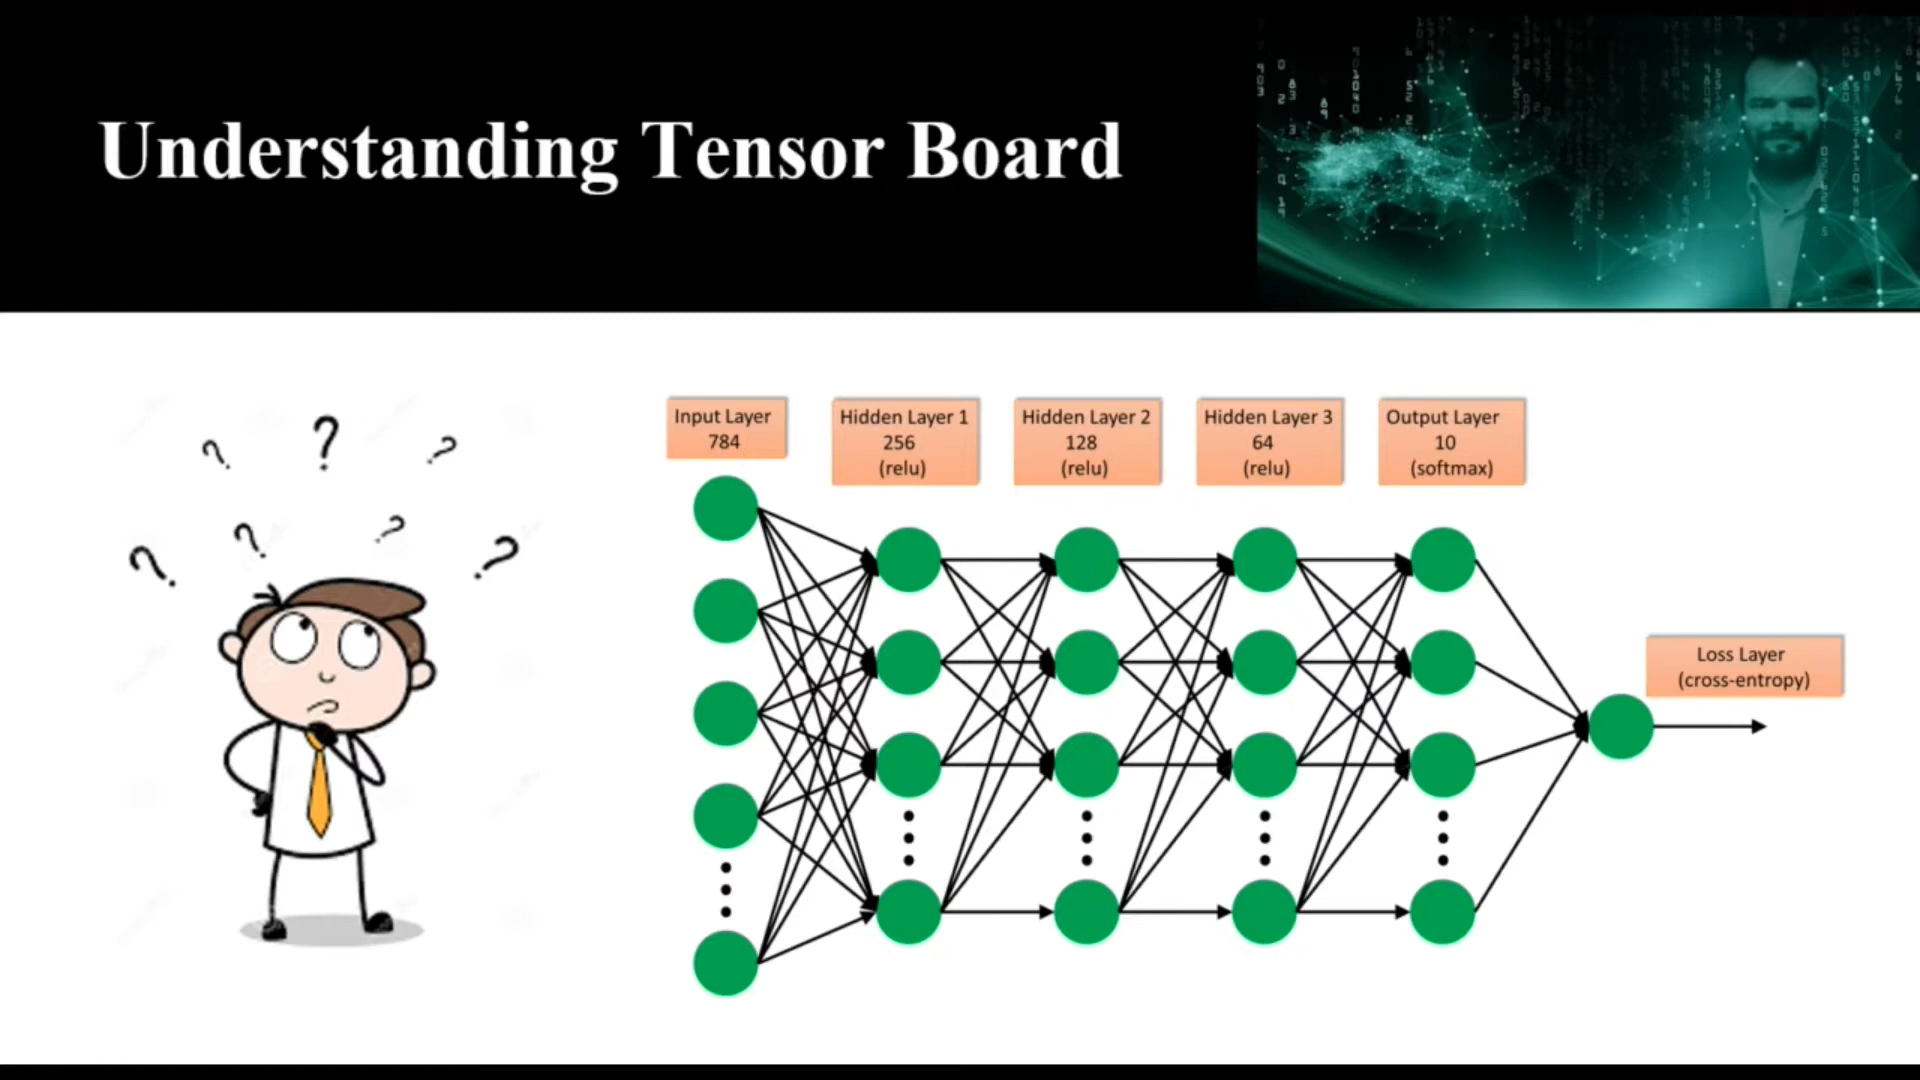 Understanding Tensor Board
Input Layer
784
Hidden Layer 1
256
(relu)
Hidden Layer 2
128
(relu)
Hidden Layer 3
64
(relu)
Output Layer
10
(softmax)
Loss Layer
(cross-entropy)
? ? ?
? ? ? ?